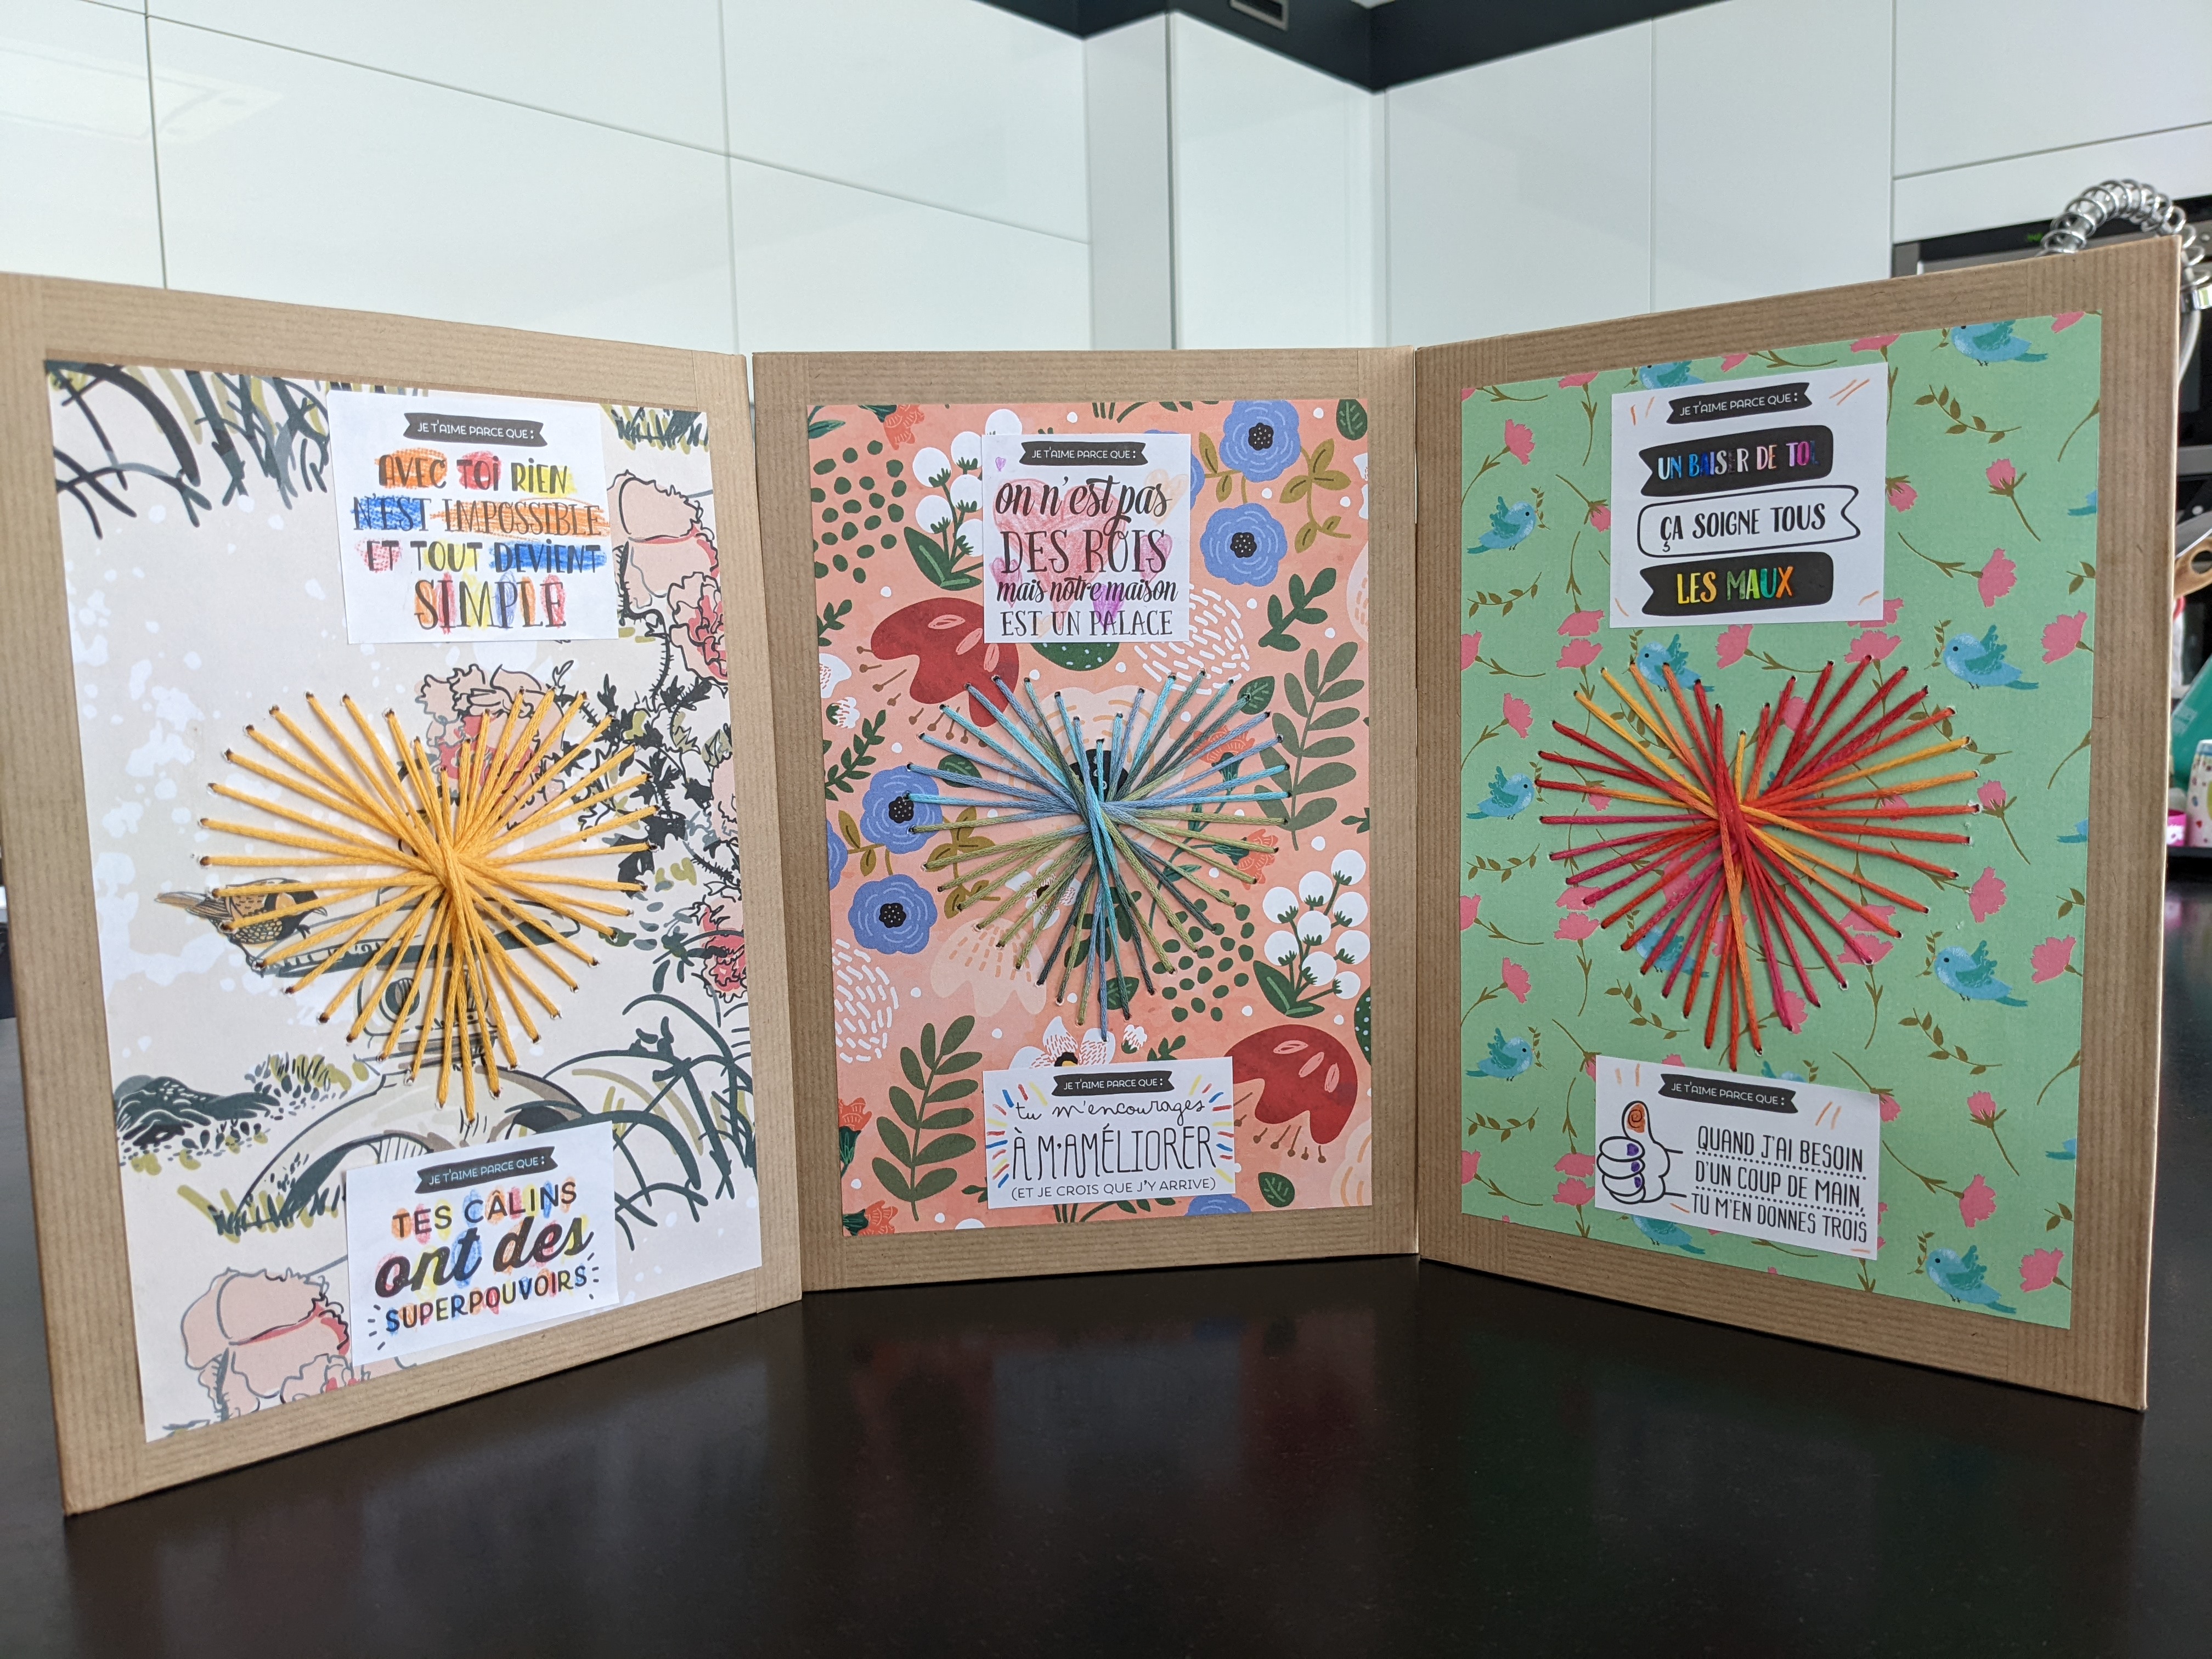 JE T'AIME PARCE QUE :
AVEC TOI RIEN
N'EST IMPOSSIBLE
ET TOUT DEVIENT
SIMPLE
JE T'AIME PARCE QUE :
TES CÂLINS
ont des
SUPERPOUVOIRS
JE T'AIME PARCE QUE :
on n'est pas
DES ROIS
mais notre maison
EST UN PALACE
JE T'AIME PARCE QUE :
tu m'encourages
À M'AMÉLIORER
(ET JE CROIS QUE J'Y ARRIVE)
JE T'AIME PARCE QUE :
UN BAISER DE TOI
ÇA SOIGNE TOUS
LES MAUX
JE T'AIME PARCE QUE :
QUAND J'AI BESOIN
D'UN COUP DE MAIN,
TU M'EN DONNES TROIS